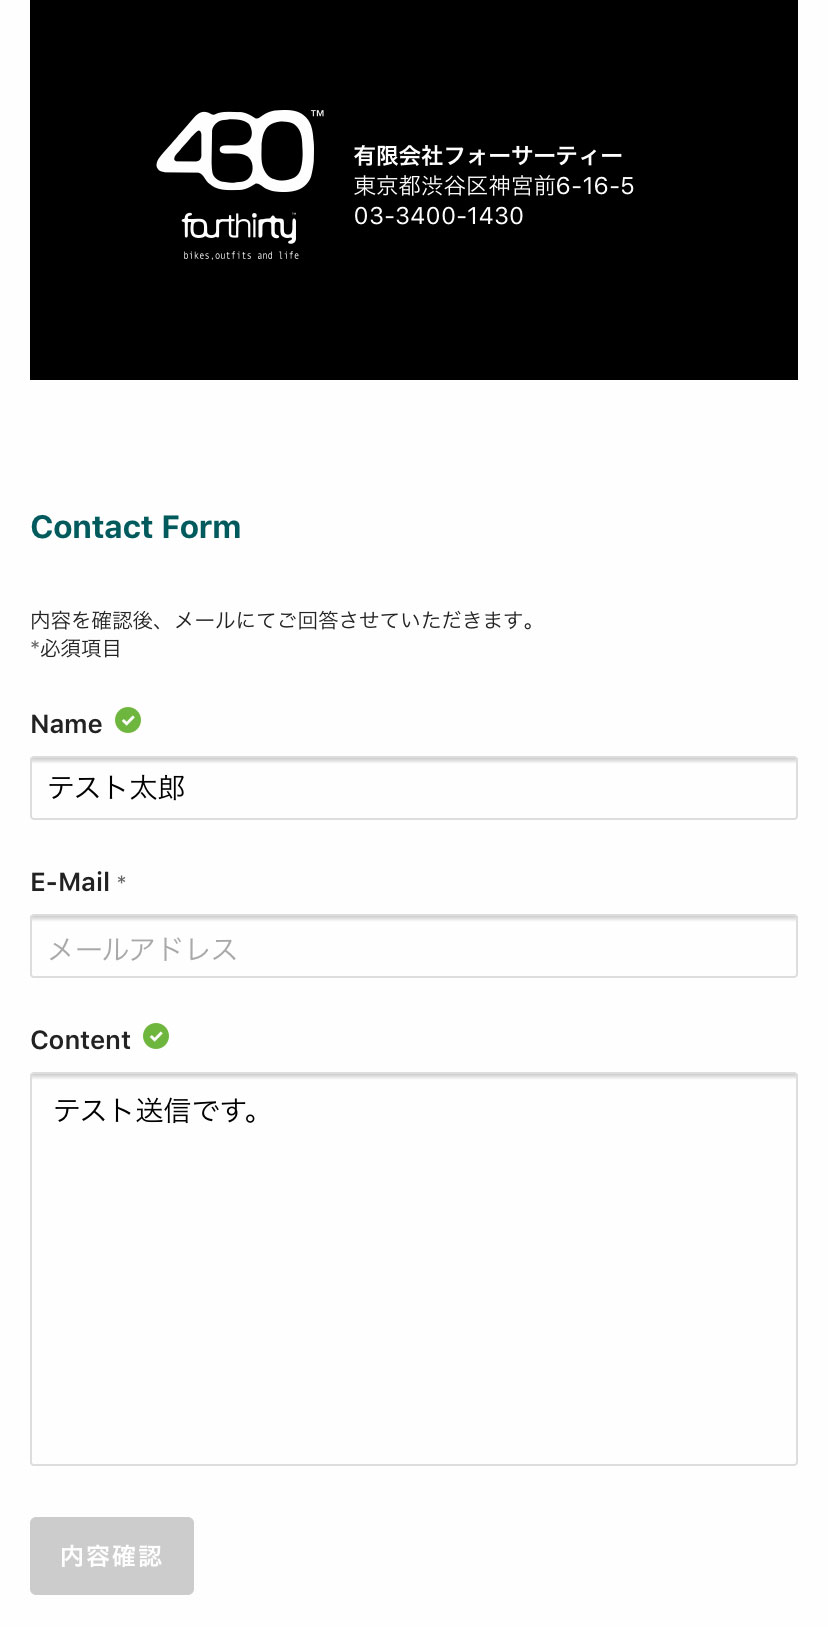 430™
fourthirty
bikes,outfits and life
有限会社フォーサーティー
東京都渋谷区神宮前6-16-5
03-3400-1430
Contact Form
内容を確認後、メールにてご回答させていただきます。
*必須項目
Name
テスト太郎
E-Mail *
メールアドレス
Content
テスト送信です。
内容確認